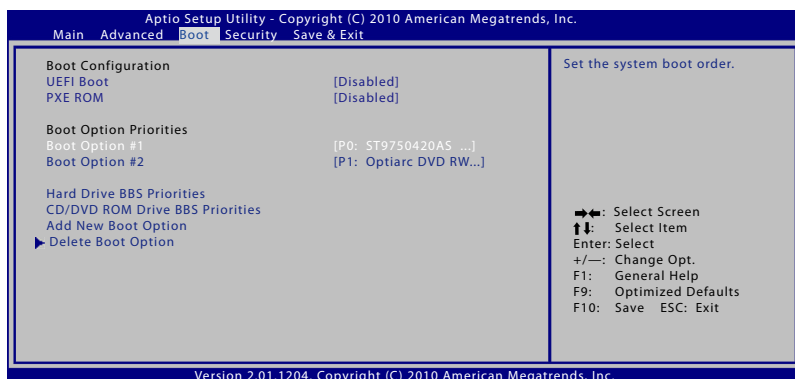 Aptio Setup Utility - Copyright (C) 2010 American Megatrends, Inc.
Main Advanced Boot Security Save & Exit
Boot Configuration
UEFI Boot [Disabled]
PXE ROM [Disabled]
Boot Option Priorities
Boot Option #1 [P0: ST9750420AS ...]
Boot Option #2 [P1: Optiarc DVD RW...]
Hard Drive BBS Priorities
CD/DVD ROM Drive BBS Priorities
Add New Boot Option
Delete Boot Option
Set the system boot order.
→←: Select Screen
↑↓: Select Item
Enter: Select
+/—: Change Opt.
F1: General Help
F9: Optimized Defaults
F10: Save ESC: Exit
Version 2.01.1204. Copyright (C) 2010 American Megatrends, Inc.